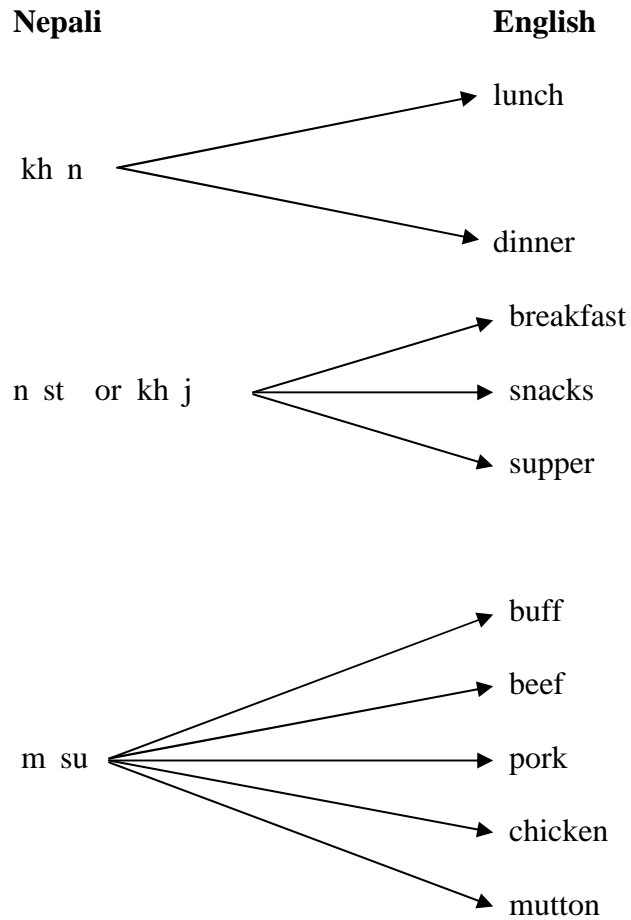 Nepali English
lunch
kh n
dinner
breakfast
n st or kh j snacks
supper
buff
beef
m su pork
chicken
mutton